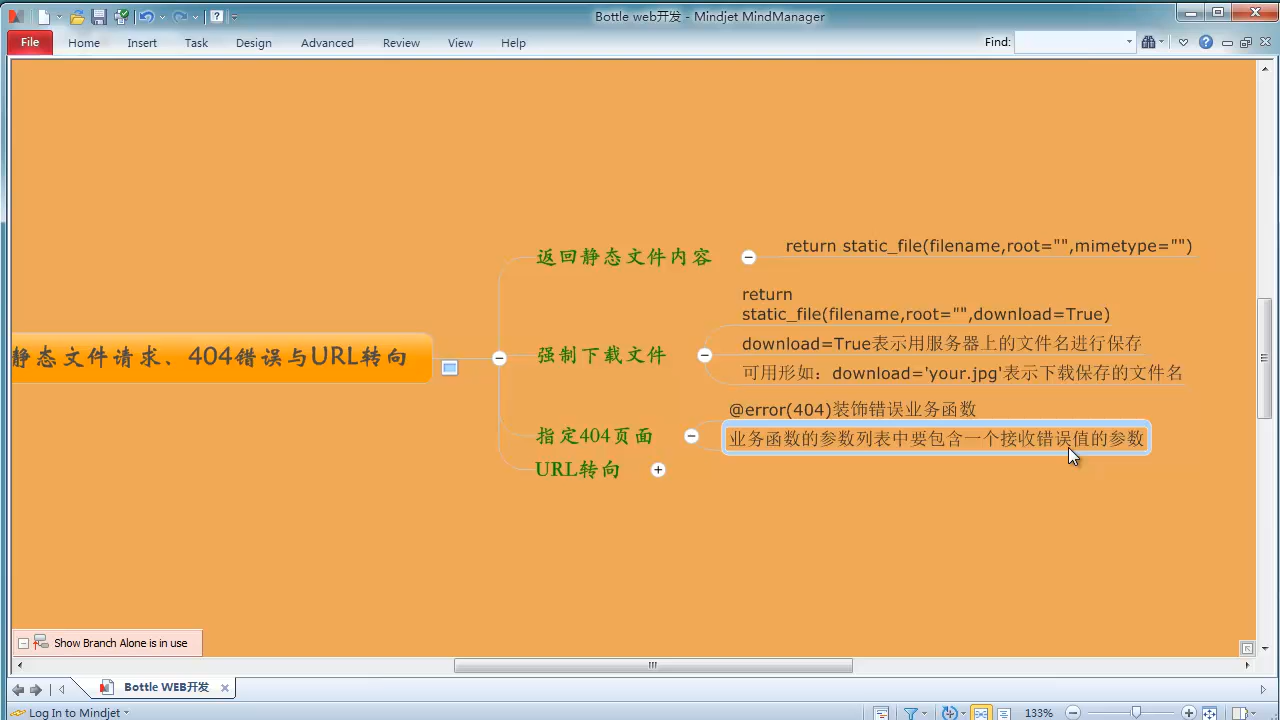 Bottle web开发 - Mindjet MindManager
File Home Insert Task Design Advanced Review View Help Find:
静态文件请求、404错误与URL转向
返回静态文件内容
return static_file(filename,root="",mimetype="")
强制下载文件
return
static_file(filename,root="",download=True)
download=True表示用服务器上的文件名进行保存
可用形如：download='your.jpg'表示下载保存的文件名
指定404页面
@error(404)装饰错误业务函数
业务函数的参数列表中要包含一个接收错误值的参数
URL转向
Show Branch Alone is in use
Bottle WEB开发
Log In to Mindjet
133%